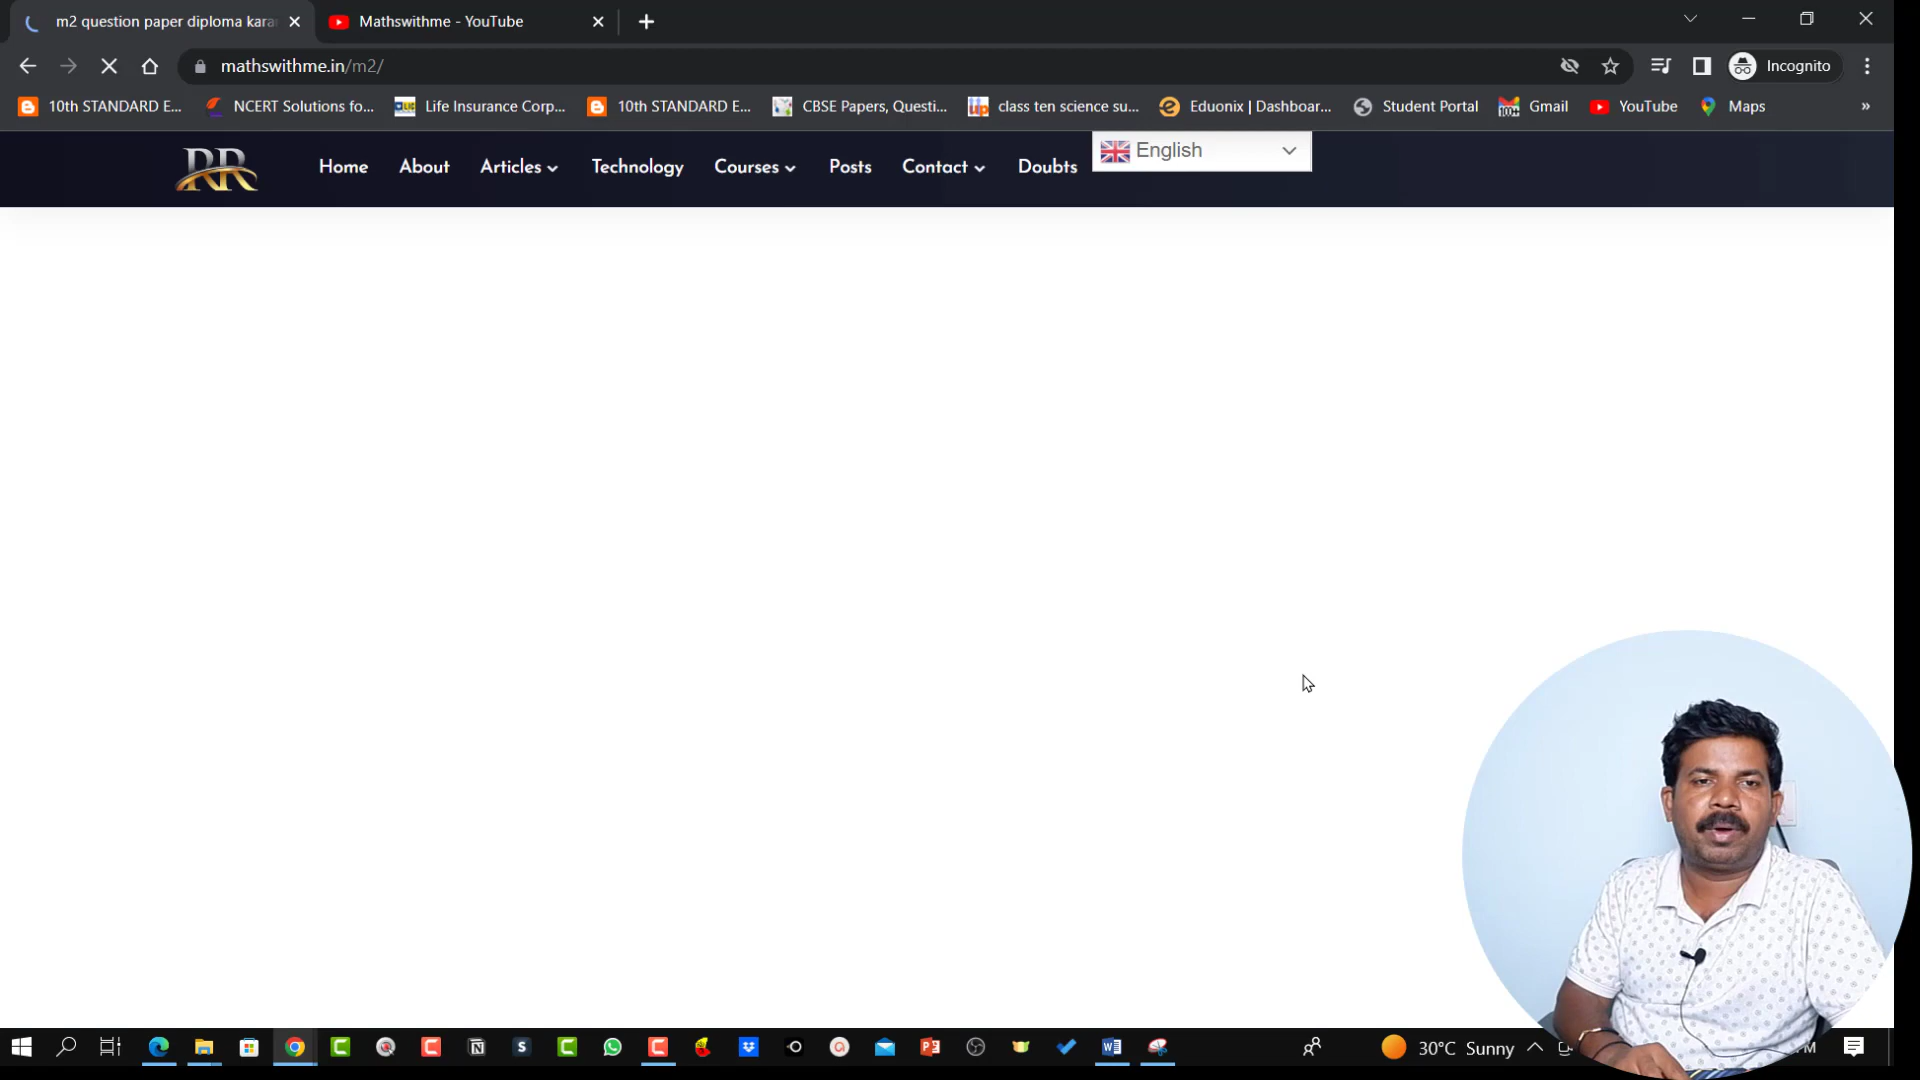 m2 question paper diploma kara
Mathswithme - YouTube
mathswithme.in/m2/
Incognito
10th STANDARD E...
NCERT Solutions fo...
Life Insurance Corp...
10th STANDARD E...
CBSE Papers, Questi...
class ten science su...
Eduonix | Dashboar...
Student Portal
Gmail
YouTube
Maps
»
RR
Home
About
Articles
Technology
Courses
Posts
Contact
Doubts
English
30°C Sunny